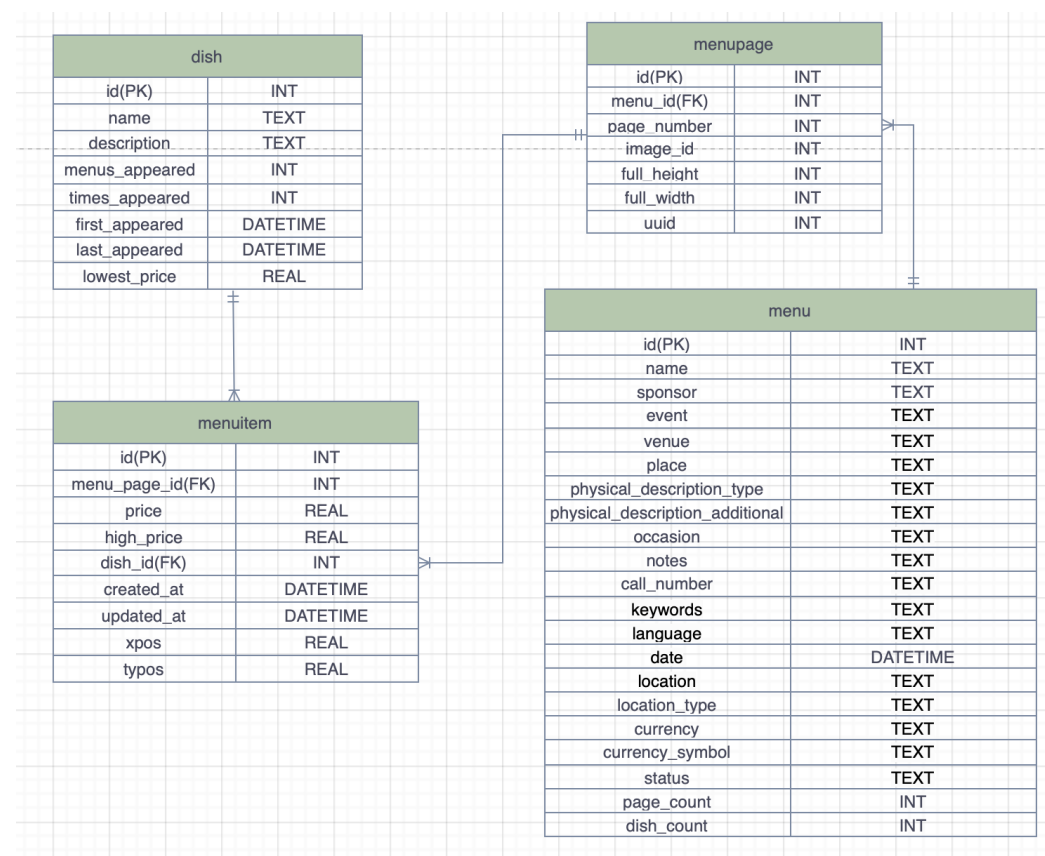 dish
id(PK) INT
name TEXT
description TEXT
menus_appeared INT
times_appeared INT
first_appeared DATETIME
last_appeared DATETIME
lowest_price REAL
menupage
id(PK) INT
menu_id(FK) INT
page_number INT
image_id INT
full_height INT
full_width INT
uuid INT
menuitem
id(PK) INT
menu_page_id(FK) INT
price REAL
high_price REAL
dish_id(FK) INT
created_at DATETIME
updated_at DATETIME
xpos REAL
typos REAL
menu
id(PK) INT
name TEXT
sponsor TEXT
event TEXT
venue TEXT
place TEXT
physical_description_type TEXT
physical_description_additional TEXT
occasion TEXT
notes TEXT
call_number TEXT
keywords TEXT
language TEXT
date DATETIME
location TEXT
location_type TEXT
currency TEXT
currency_symbol TEXT
status TEXT
page_count INT
dish_count INT